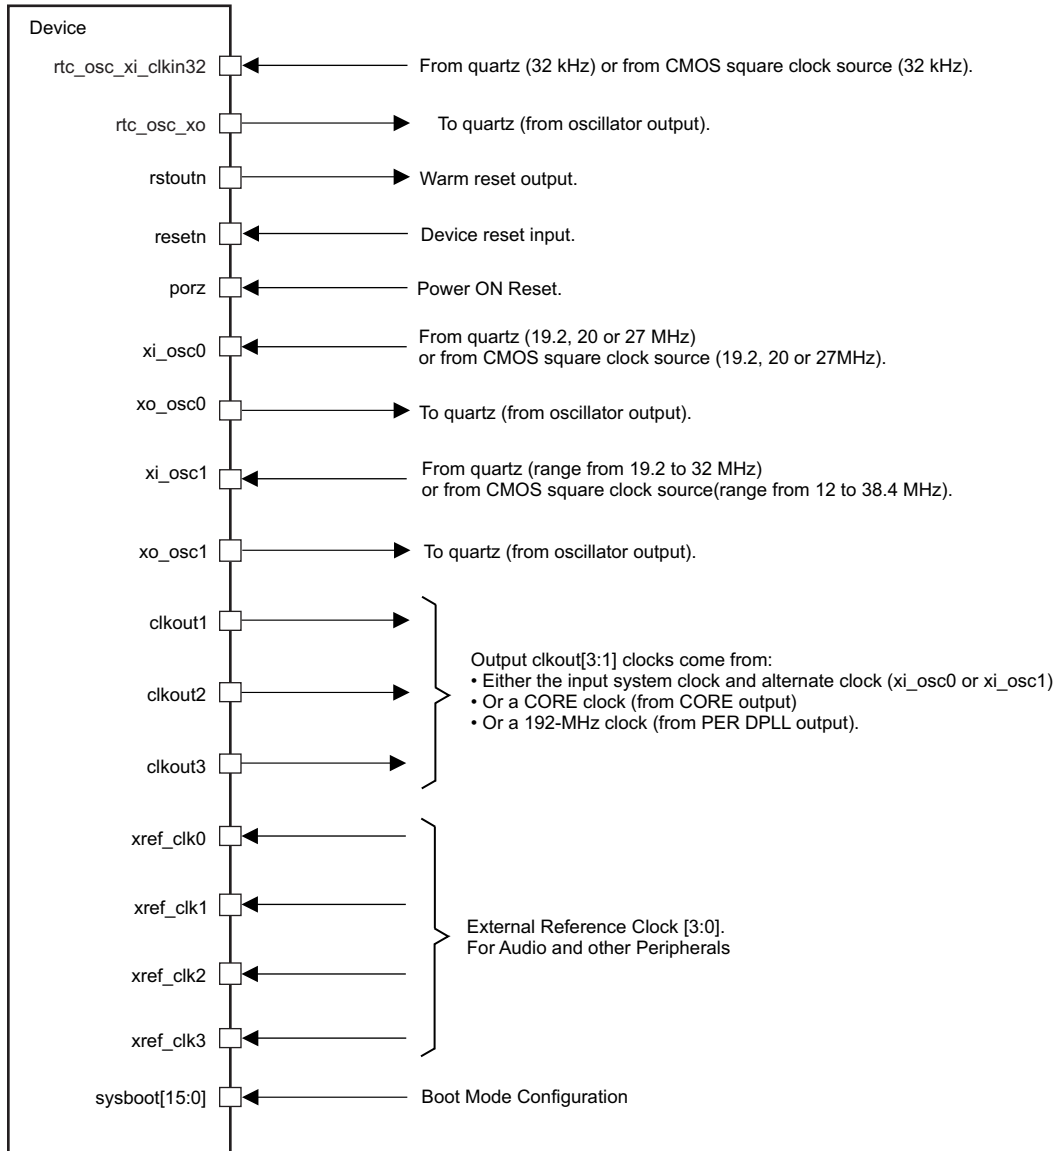 Device
rtc_osc_xi_clkin32
From quartz (32 kHz) or from CMOS square clock source (32 kHz).
rtc_osc_xo
To quartz (from oscillator output).
rstoutn
Warm reset output.
resetn
Device reset input.
porz
Power ON Reset.
xi_osc0
From quartz (19.2, 20 or 27 MHz)
or from CMOS square clock source (19.2, 20 or 27MHz).
xo_osc0
To quartz (from oscillator output).
xi_osc1
From quartz (range from 19.2 to 32 MHz)
or from CMOS square clock source(range from 12 to 38.4 MHz).
xo_osc1
To quartz (from oscillator output).
clkout1
clkout2
clkout3
Output clkout[3:1] clocks come from:
• Either the input system clock and alternate clock (xi_osc0 or xi_osc1)
• Or a CORE clock (from CORE output)
• Or a 192-MHz clock (from PER DPLL output).
xref_clk0
xref_clk1
xref_clk2
xref_clk3
External Reference Clock [3:0].
For Audio and other Peripherals
sysboot[15:0]
Boot Mode Configuration